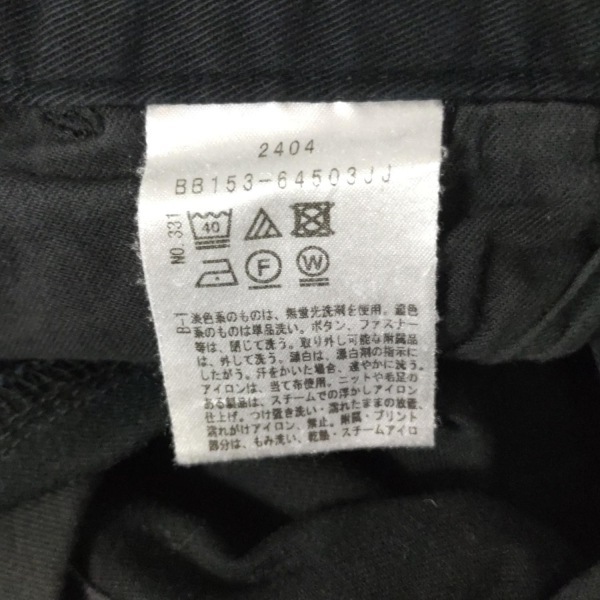 2404
BB153-64503JJ
NO.331
40
F
W
B-1
淡色系のものは、無蛍光洗剤を使用。濃色
系のものは単品洗い。ボタン、ファスナー
等は、閉じて洗う。取り外し可能な附属品
は、外して洗う。漂白は、漂白剤の指示に
したがう。汗をかいた場合、速やかに洗う。
アイロンは、当て布使用。ニットや毛足の
ある製品は、スチームでの浮かしアイロン
仕上げ。つけ置き洗い・濡れたままの放置、
濡れがけアイロン、禁止。附属・プリント
部分は、もみ洗い、乾燥・スチームアイロ